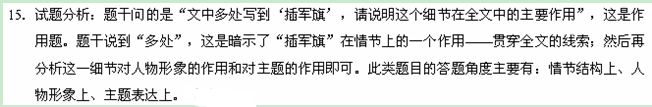 15. 试题分析：题干问的是“文中多处写到‘插军旗’，请说明这个细节在全文中的主要作用”，这是作
用题。题干说到“多处”，这是暗示了“插军旗”在情节上的一个作用——贯穿全文的线索；然后再
分析这一细节对人物形象的作用和对主题的作用即可。此类题目的答题角度主要有：情节结构上、人
物形象上、主题表达上。